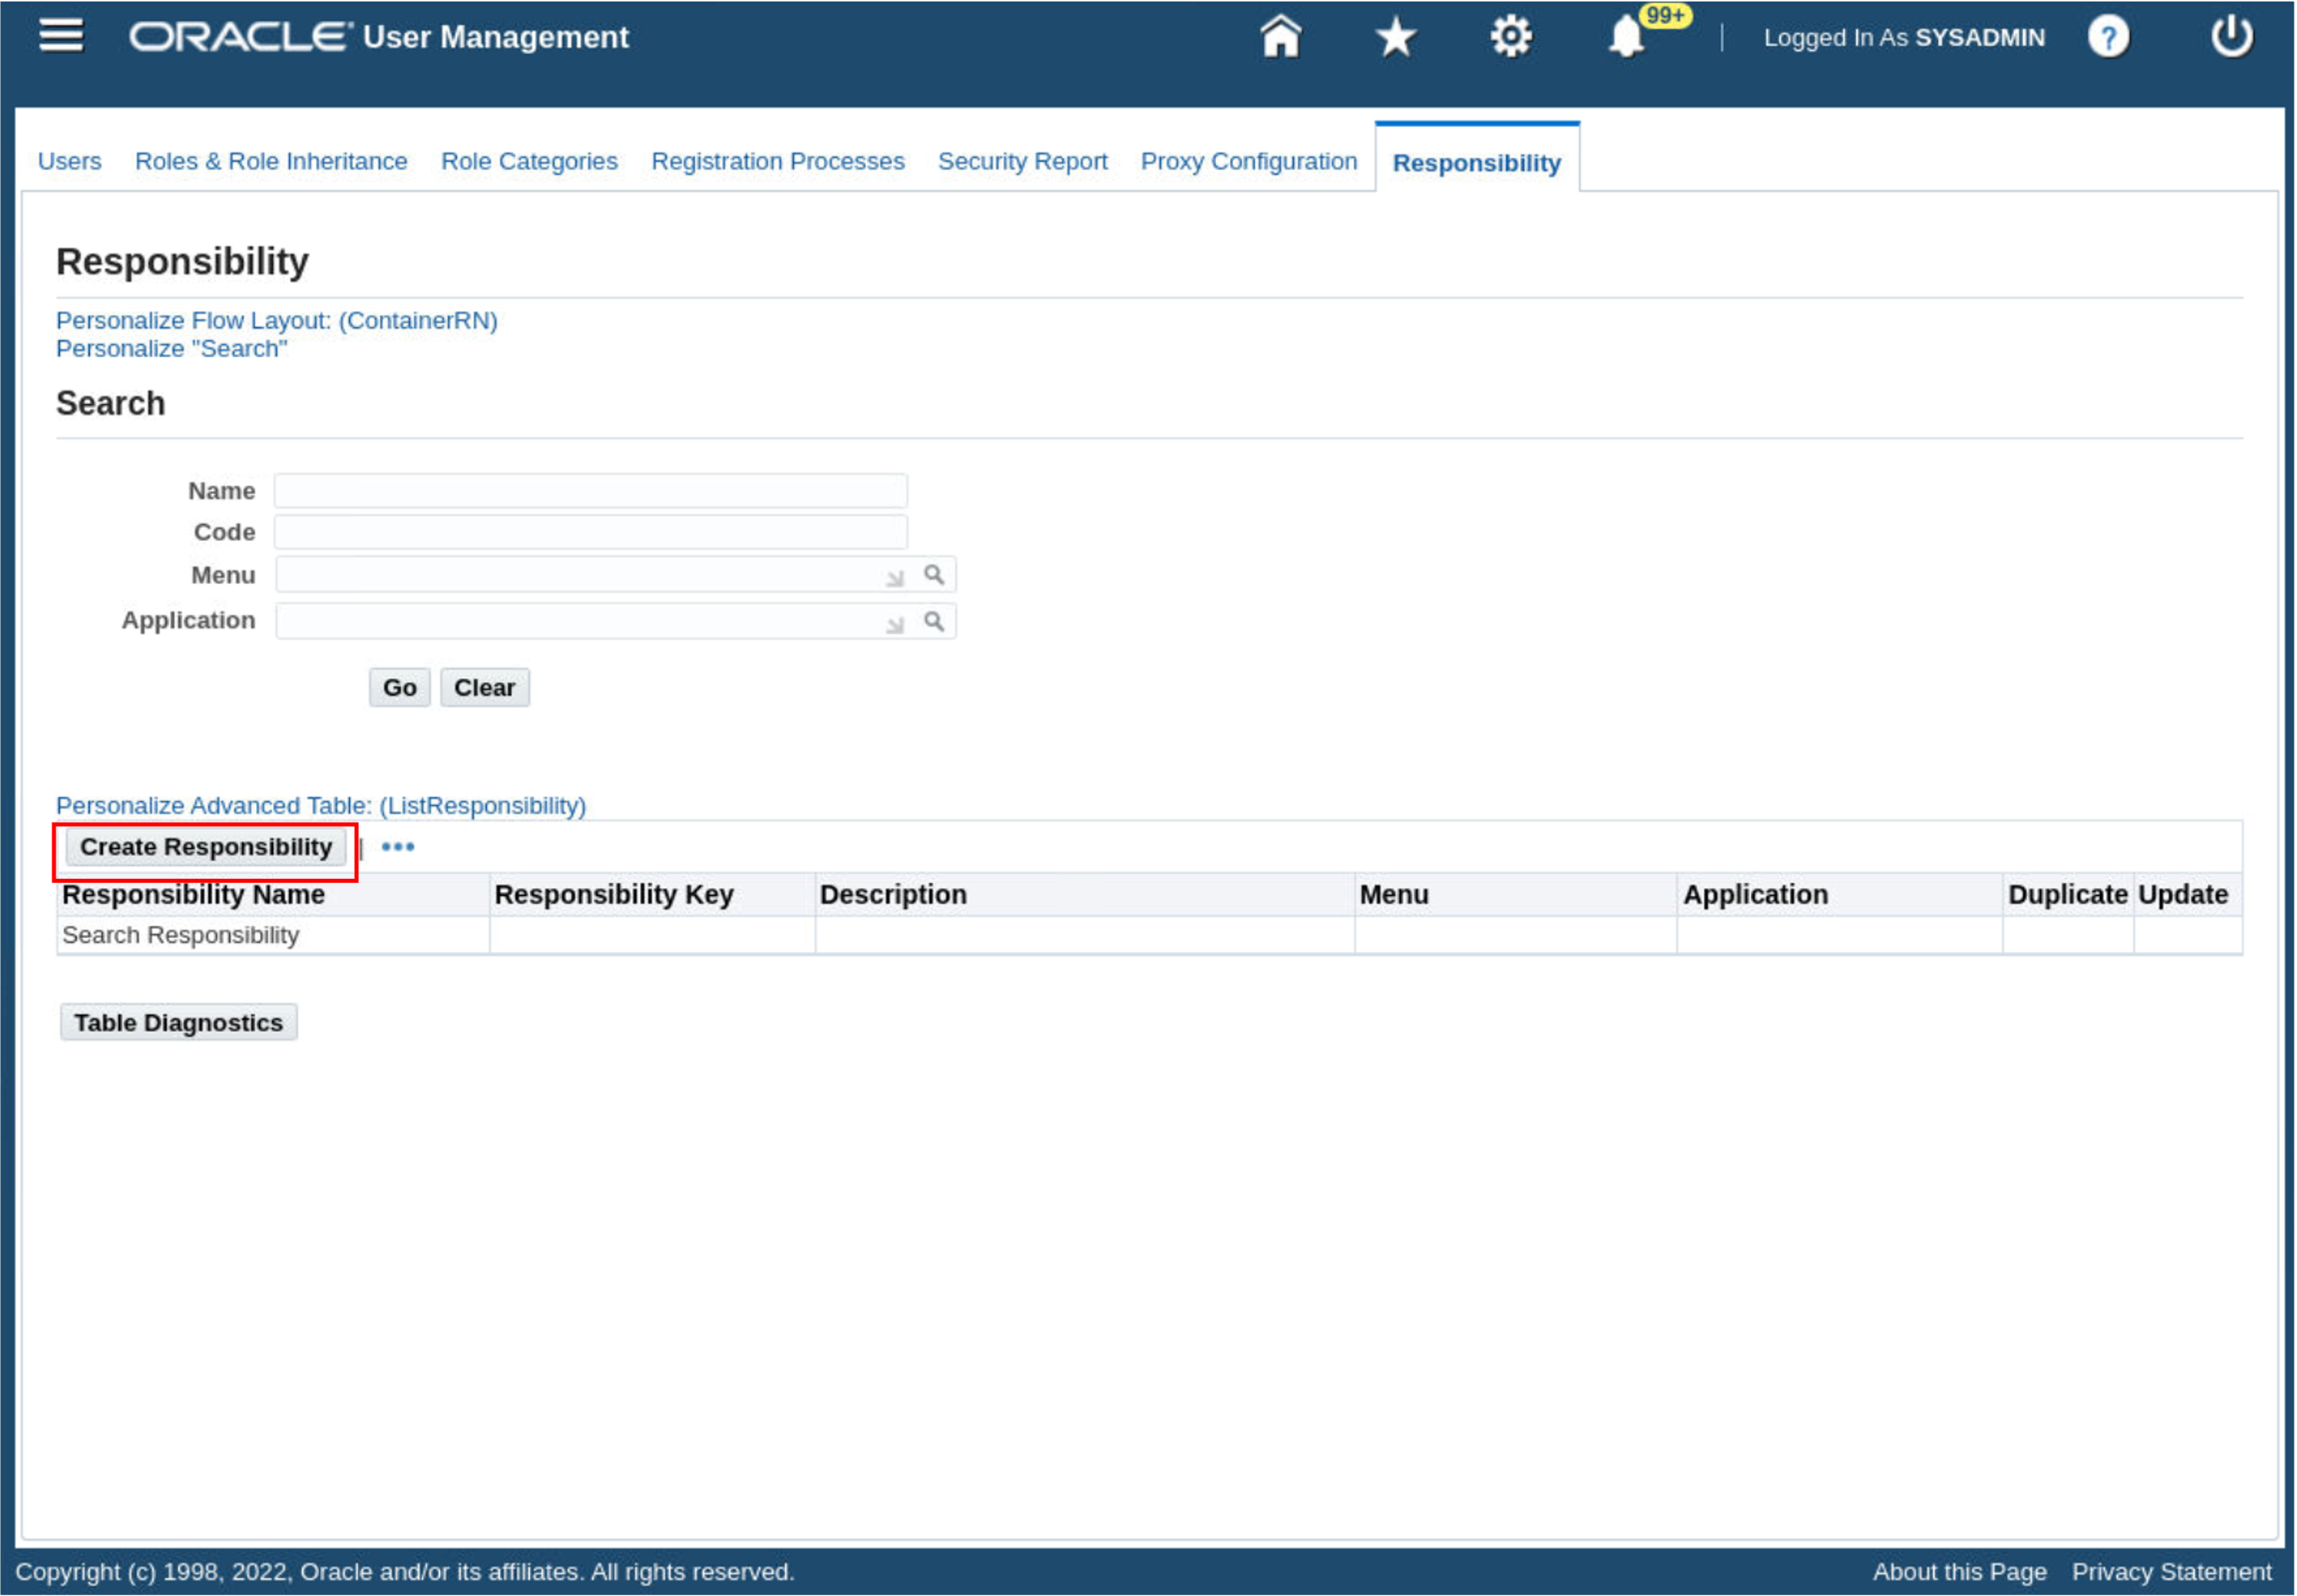 ORACLE User Management 99+ | Logged In As SYSADMIN ?
Users Roles & Role Inheritance Role Categories Registration Processes Security Report Proxy Configuration Responsibility
Responsibility
Personalize Flow Layout: (ContainerRN)
Personalize "Search"
Search
Name
Code
Menu
Application
Go Clear
Personalize Advanced Table: (ListResponsibility)
Create Responsibility | •••
Responsibility Name Responsibility Key Description Menu Application Duplicate Update
Search Responsibility
Table Diagnostics
Copyright (c) 1998, 2022, Oracle and/or its affiliates. All rights reserved. About this Page Privacy Statement